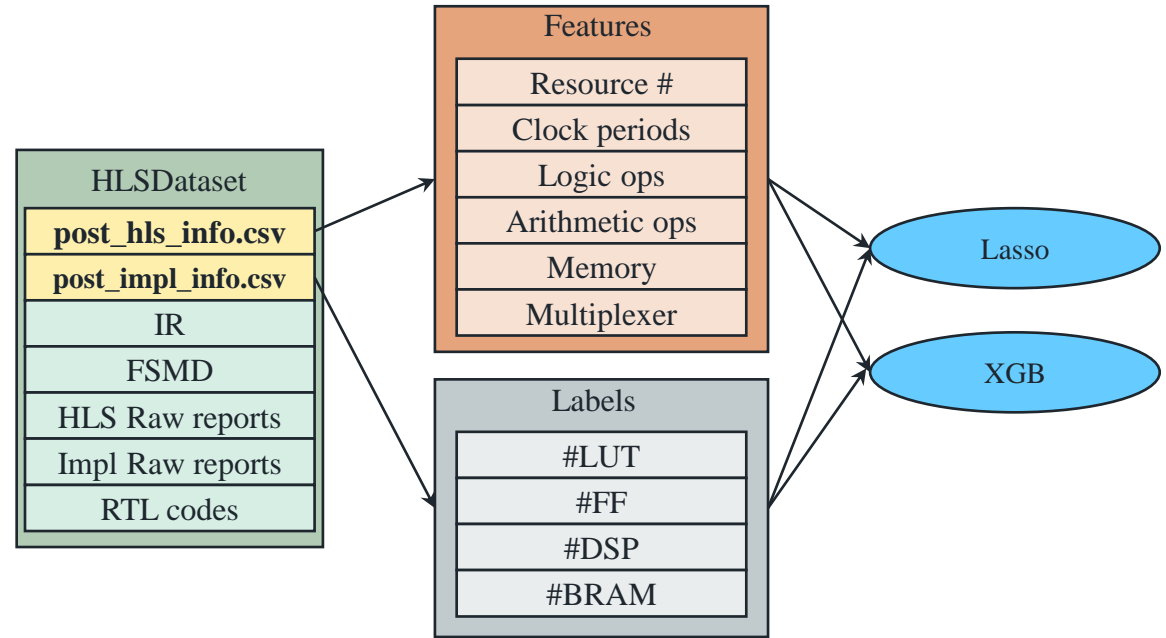 HLSDataset
post_hls_info.csv
post_impl_info.csv
IR
FSMD
HLS Raw reports
Impl Raw reports
RTL codes
Features
Resource #
Clock periods
Logic ops
Arithmetic ops
Memory
Multiplexer
Labels
#LUT
#FF
#DSP
#BRAM
Lasso
XGB